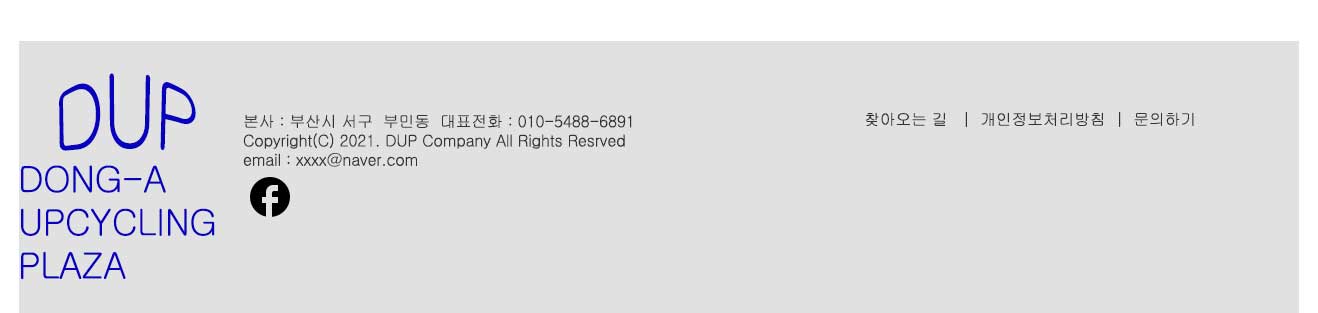 DUP
DONG-A
UPCYCLING
PLAZA
본사 : 부산시 서구 부민동 대표전화 : 010-5488-6891
Copyright(C) 2021. DUP Company All Rights Resrved
email : xxxx@naver.com
찾아오는 길 | 개인정보처리방침 | 문의하기